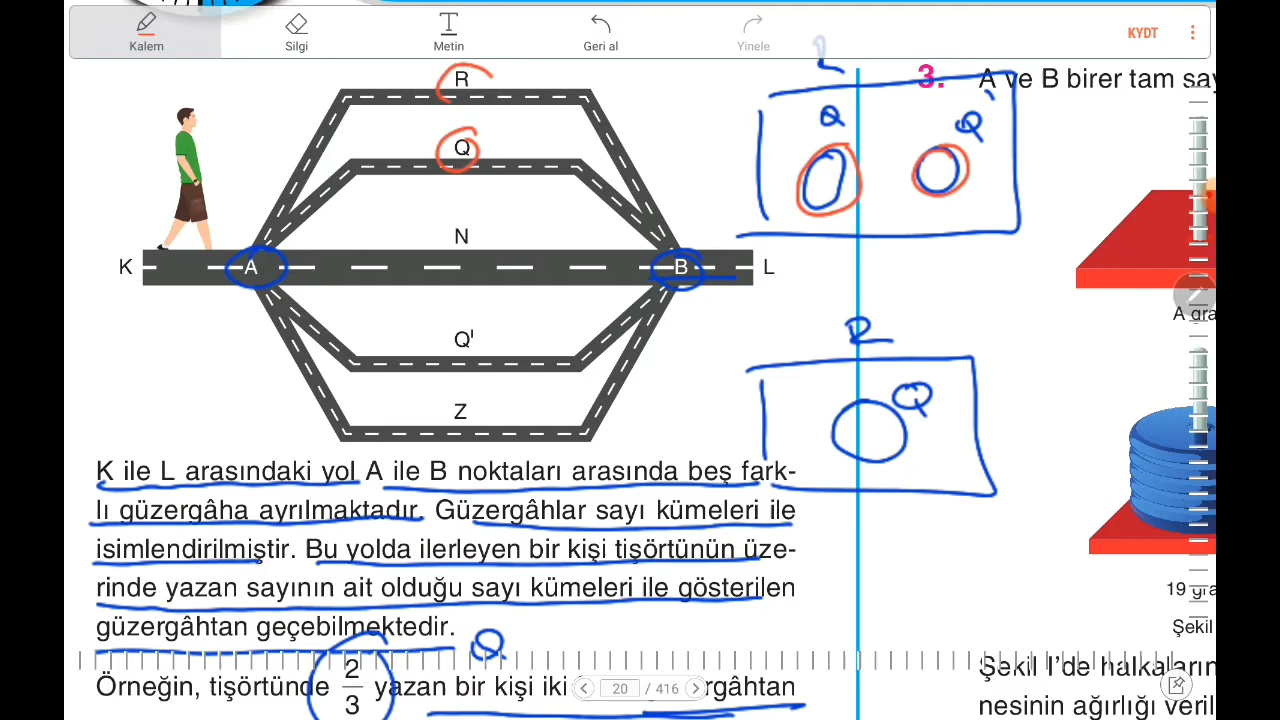 Kalem
Silgi
Metin
Geri al
Yinele
KYDT
R
Q
N
K
A
B
L
Q'
Z
R
Q
Q'
R
Q
3. A ve B birer tam say
A gra
19 gra
Şekil
K ile L arasındaki yol A ile B noktaları arasında beş fark-
lı güzergâha ayrılmaktadır. Güzergâhlar sayı kümeleri ile
isimlendirilmiştir. Bu yolda ilerleyen bir kişi tişörtünün üze-
rinde yazan sayının ait olduğu sayı kümeleri ile gösterilen
güzergâhtan geçebilmektedir.
Q
Örneğin, tişörtünde 2/3 yazan bir kişi iki rgâhtan
20 / 416
Şekil I’de halkaların
nesinin ağırlığı veril